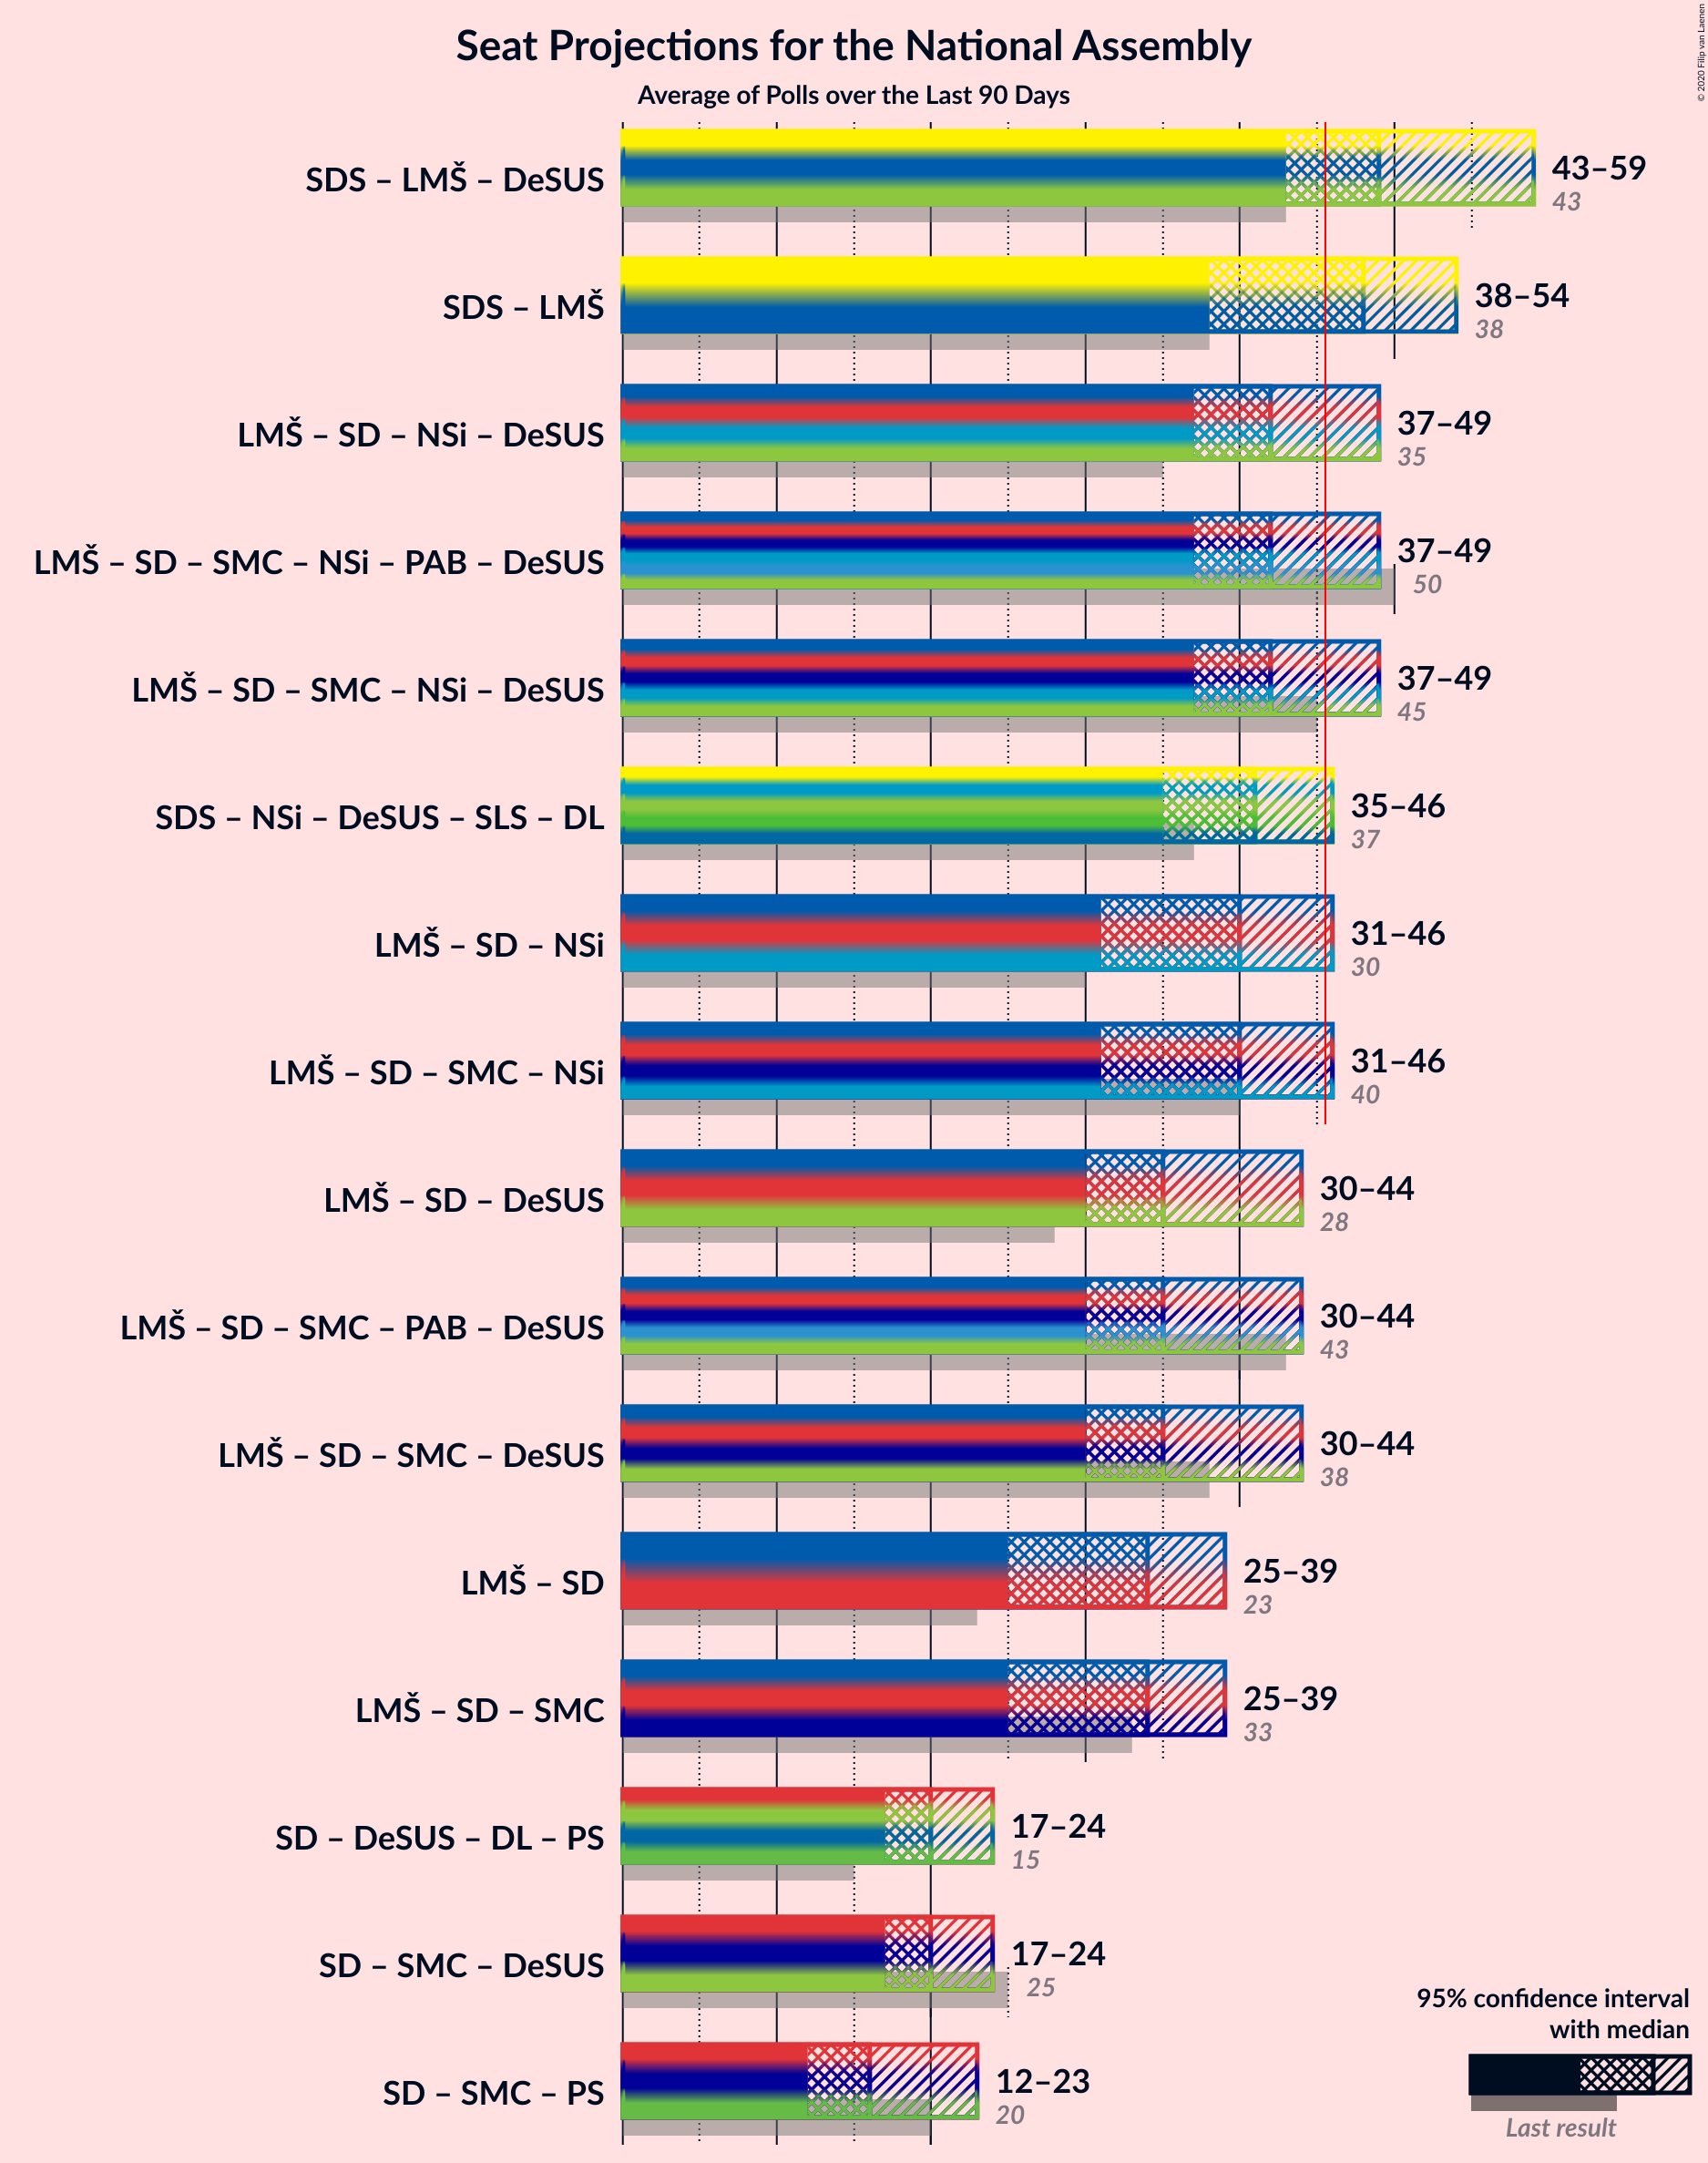 Seat Projections for the National Assembly
Average of Polls over the Last 90 Days
© 2020 Filip van Laenen
SDS – LMŠ – DeSUS
43–59
43
SDS – LMŠ
38–54
38
LMŠ – SD – NSi – DeSUS
37–49
35
LMŠ – SD – SMC – NSi – PAB – DeSUS
37–49
50
LMŠ – SD – SMC – NSi – DeSUS
37–49
45
SDS – NSi – DeSUS – SLS – DL
35–46
37
LMŠ – SD – NSi
31–46
30
LMŠ – SD – SMC – NSi
31–46
40
LMŠ – SD – DeSUS
30–44
28
LMŠ – SD – SMC – PAB – DeSUS
30–44
43
LMŠ – SD – SMC – DeSUS
30–44
38
LMŠ – SD
25–39
23
LMŠ – SD – SMC
25–39
33
SD – DeSUS – DL – PS
17–24
15
SD – SMC – DeSUS
17–24
25
SD – SMC – PS
12–23
20
95% confidence interval
with median
Last result